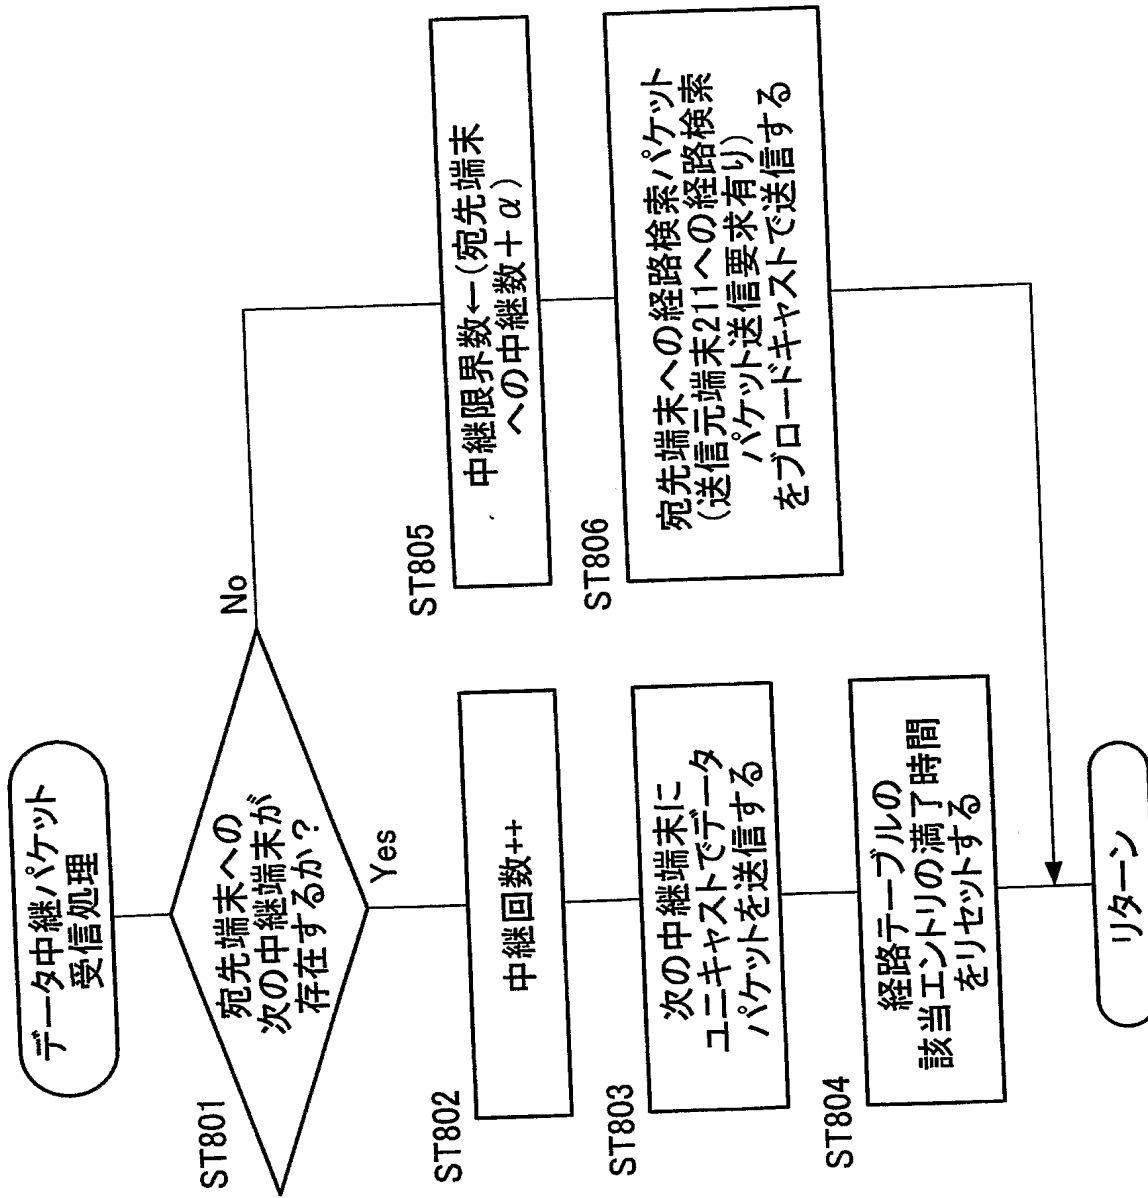 データ中継パケット
受信処理
ST801
宛先端末への
次の中継端末が
存在するか？
No
Yes
ST802
中継回数++
ST803
次の中継端末に
ユニキャストでデータ
パケットを送信する
ST804
経路テーブルの
該当エントリの満了時間
をリセットする
ST805
中継限界数←(宛先端末
への中継数＋α)
ST806
宛先端末への経路検索パケット
(送信元端末211への経路検索
パケット送信要求有り)
をブロードキャストで送信する
リターン